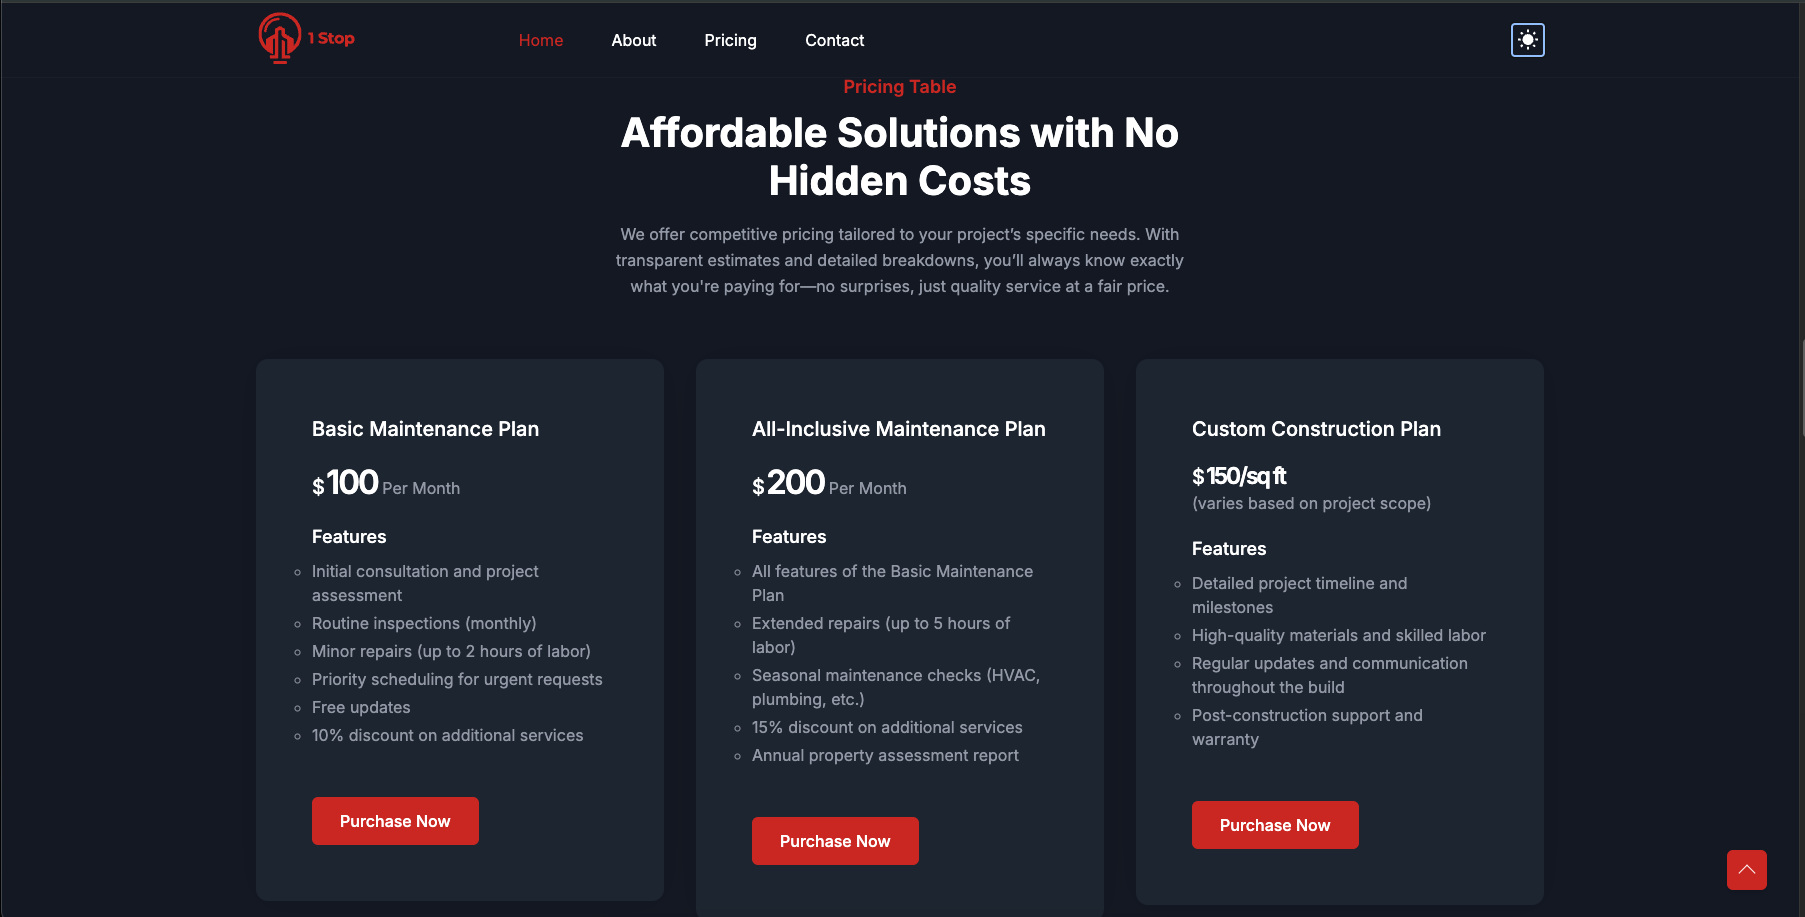 1 Stop
Home
About
Pricing
Contact
Pricing Table
Affordable Solutions with No
Hidden Costs
We offer competitive pricing tailored to your project’s specific needs. With
transparent estimates and detailed breakdowns, you’ll always know exactly
what you're paying for—no surprises, just quality service at a fair price.
Basic Maintenance Plan
$100 Per Month
Features
Initial consultation and project
assessment
Routine inspections (monthly)
Minor repairs (up to 2 hours of labor)
Priority scheduling for urgent requests
Free updates
10% discount on additional services
Purchase Now
All-Inclusive Maintenance Plan
$200 Per Month
Features
All features of the Basic Maintenance
Plan
Extended repairs (up to 5 hours of
labor)
Seasonal maintenance checks (HVAC,
plumbing, etc.)
15% discount on additional services
Annual property assessment report
Purchase Now
Custom Construction Plan
$150/sq ft
(varies based on project scope)
Features
Detailed project timeline and
milestones
High-quality materials and skilled labor
Regular updates and communication
throughout the build
Post-construction support and
warranty
Purchase Now